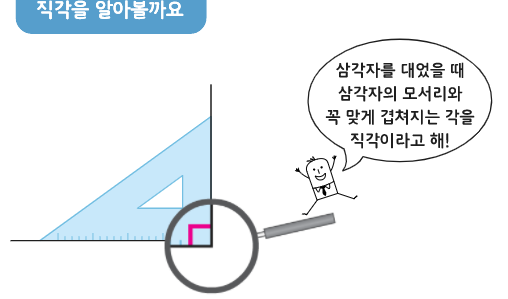 직각을 알아볼까요
삼각자를 대었을 때
삼각자의 모서리와
꼭 맞게 겹쳐지는 각을
직각이라고 해!